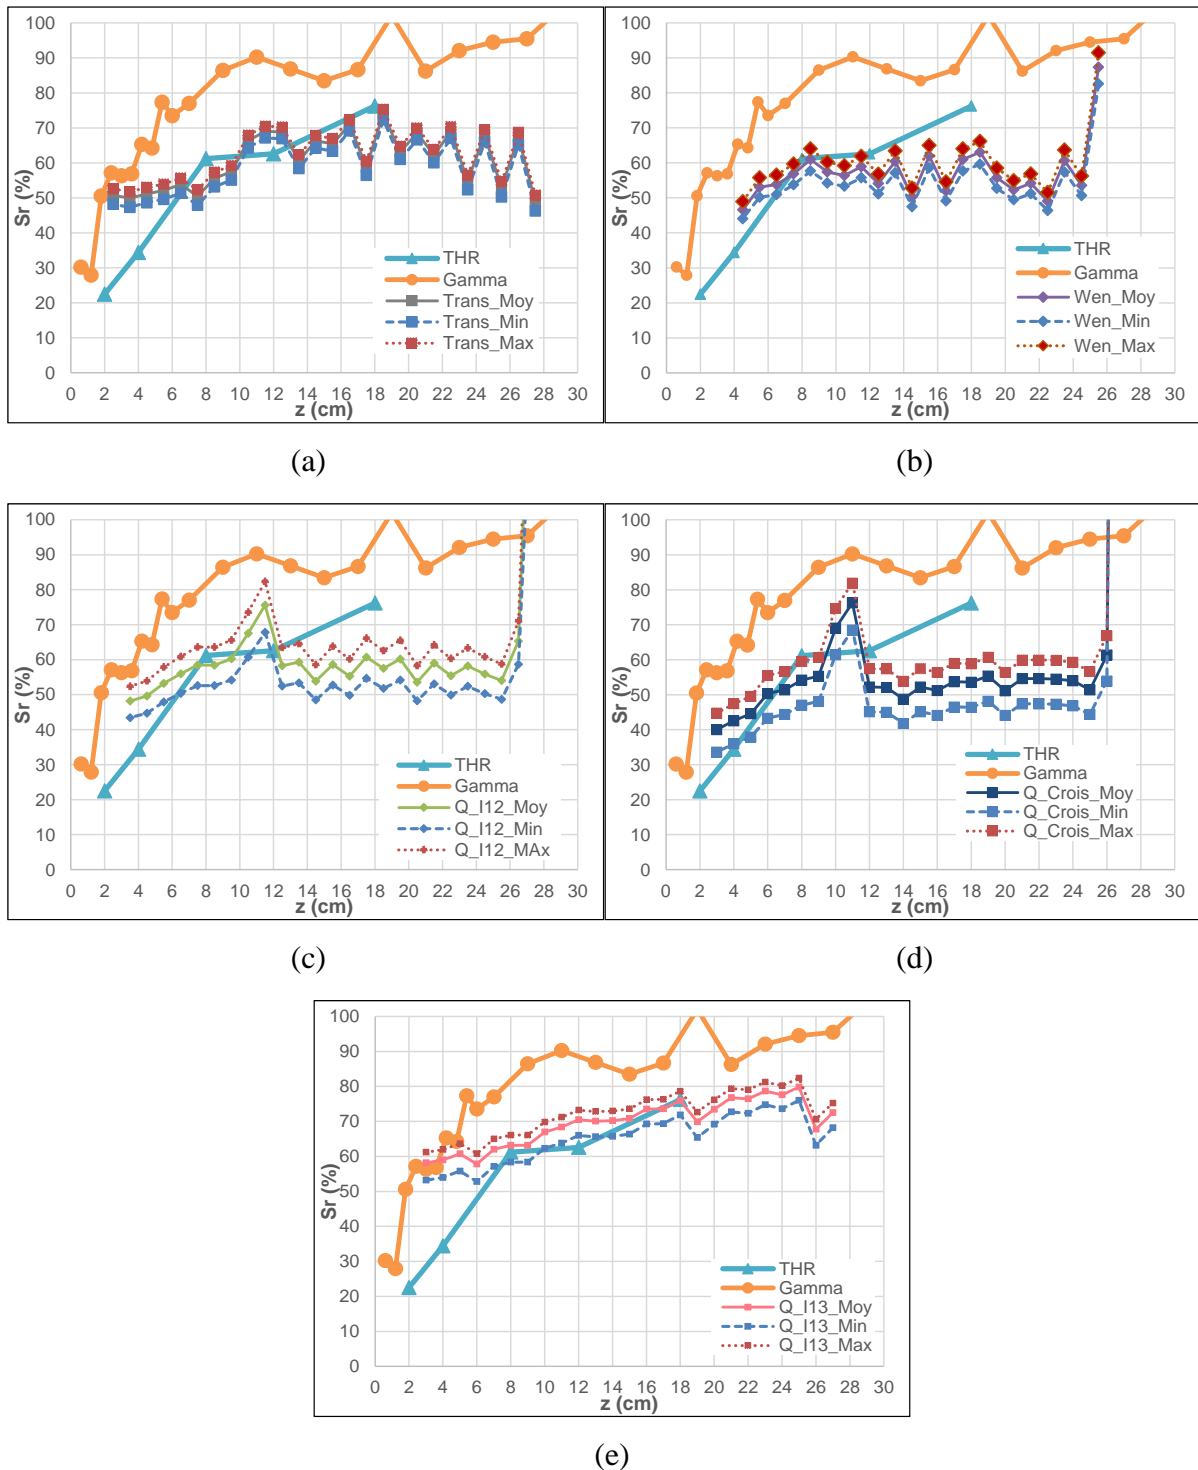 100
90
80
70
60
50
40
30
20
10
0
Sr (%)
0 2 4 6 8 10 12 14 16 18 20 22 24 26 28 30
z (cm)
THR
Gamma
Trans_Moy
Trans_Min
Trans_Max
(a)
100
90
80
70
60
50
40
30
20
10
0
Sr (%)
0 2 4 6 8 10 12 14 16 18 20 22 24 26 28 30
z (cm)
THR
Gamma
Wen_Moy
Wen_Min
Wen_Max
(b)
100
90
80
70
60
50
40
30
20
10
0
Sr (%)
0 2 4 6 8 10 12 14 16 18 20 22 24 26 28 30
z (cm)
THR
Gamma
Q_I12_Moy
Q_I12_Min
Q_I12_MAx
(c)
100
90
80
70
60
50
40
30
20
10
0
Sr (%)
0 2 4 6 8 10 12 14 16 18 20 22 24 26 28 30
z (cm)
THR
Gamma
Q_Crois_Moy
Q_Crois_Min
Q_Crois_Max
(d)
100
90
80
70
60
50
40
30
20
10
0
Sr (%)
0 2 4 6 8 10 12 14 16 18 20 22 24 26 28 30
z (cm)
THR
Gamma
Q_I13_Moy
Q_I13_Min
Q_I13_Max
(e)